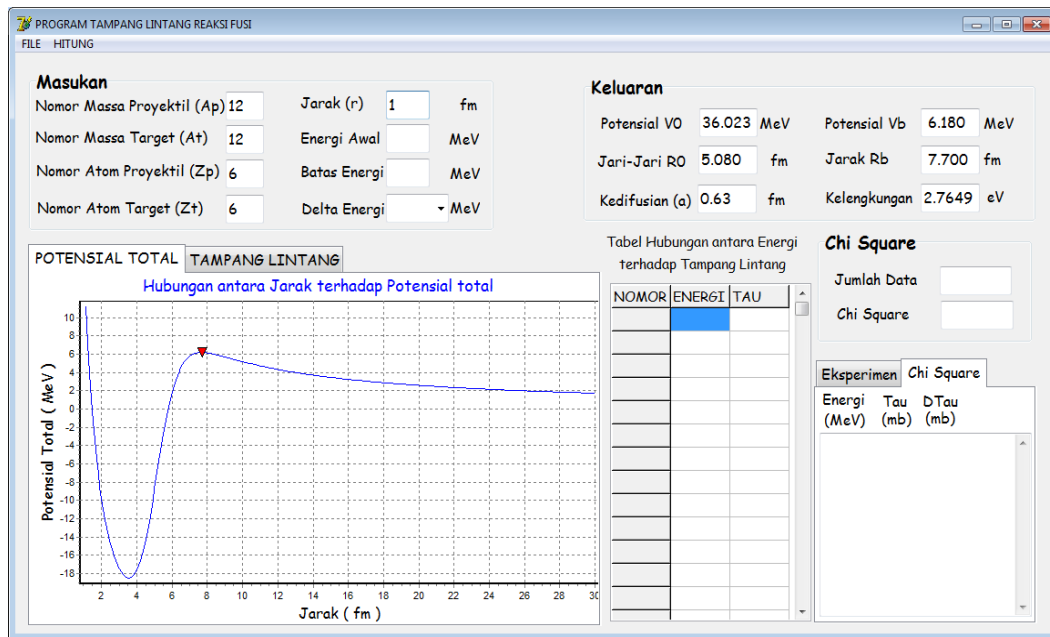 PROGRAM TAMPANG LINTANG REAKSI FUSI
FILE HITUNG
Masukan
Nomor Massa Proyektil (Ap) 12 Jarak (r) 1 fm
Nomor Massa Target (At) 12 Energi Awal MeV
Nomor Atom Proyektil (Zp) 6 Batas Energi MeV
Nomor Atom Target (Zt) 6 Delta Energi MeV
Keluaran
Potensial V0 36.023 MeV Potensial Vb 6.180 MeV
Jari-Jari R0 5.080 fm Jarak Rb 7.700 fm
Kedifusian (a) 0.63 fm Kelengkungan 2.7649 eV
POTENSIAL TOTAL TAMPANG LINTANG
Hubungan antara Jarak terhadap Potensial total
Potensial Total ( MeV )
10
8
6
4
2
0
-2
-4
-6
-8
-10
-12
-14
-16
-18
2 4 6 8 10 12 14 16 18 20 22 24 26 28 30
Jarak ( fm )
Tabel Hubungan antara Energi
terhadap Tampang Lintang
NOMOR ENERGI TAU
Chi Square
Jumlah Data
Chi Square
Eksperimen Chi Square
Energi Tau DTau
(MeV) (mb) (mb)